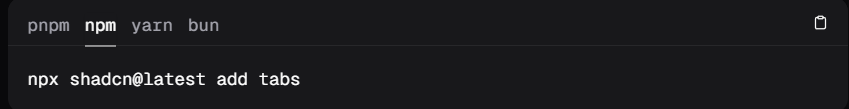 pnpm npm yarn bun
npx shadcn@latest add tabs